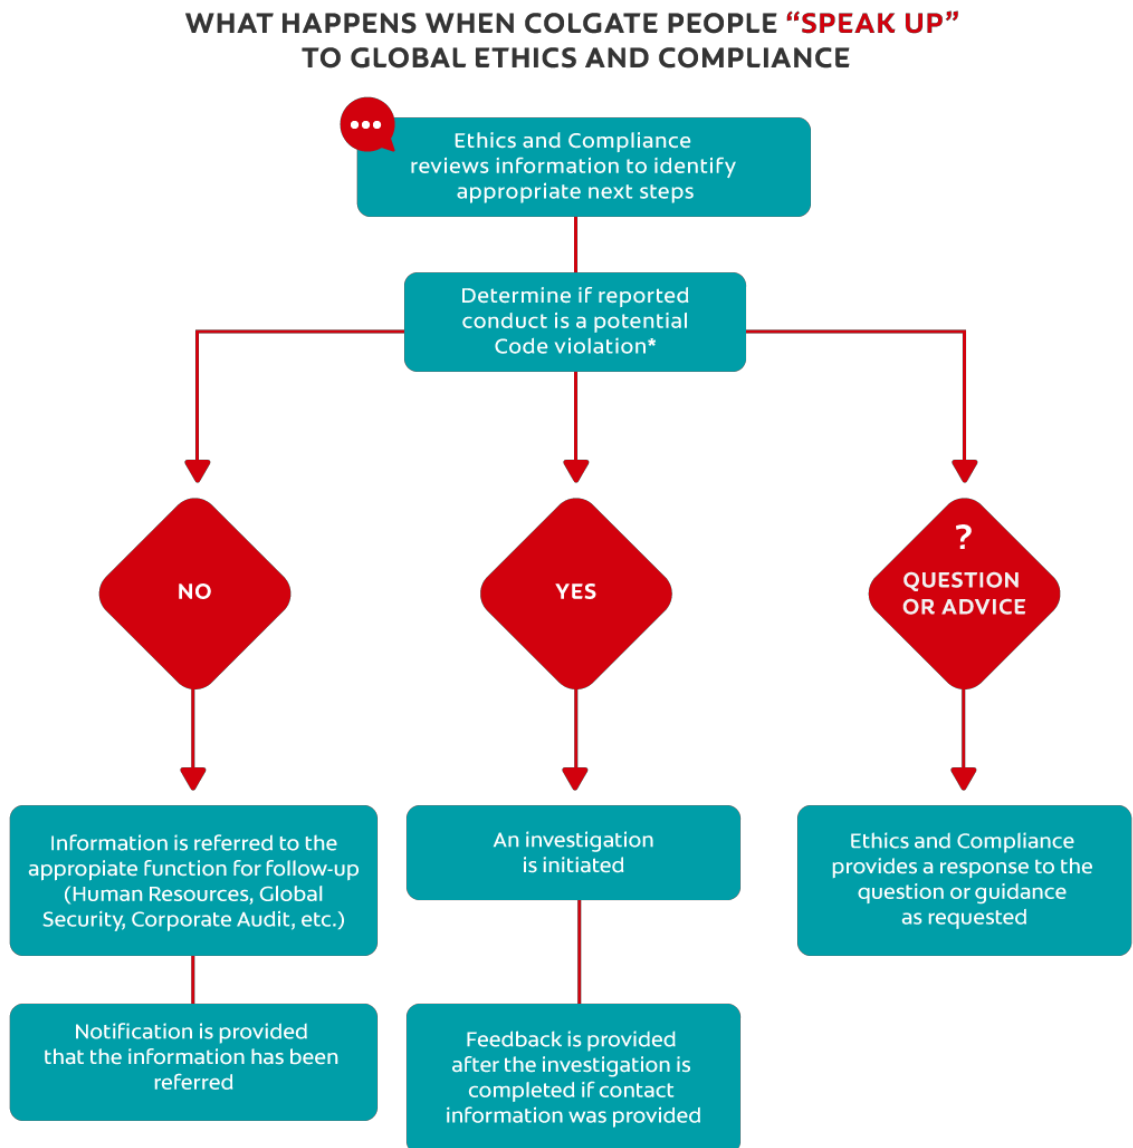 WHAT HAPPENS WHEN COLGATE PEOPLE “SPEAK UP”
TO GLOBAL ETHICS AND COMPLIANCE
Ethics and Compliance
reviews information to identify
appropriate next steps
Determine if reported
conduct is a potential
Code violation*
NO
YES
?
QUESTION
OR ADVICE
Information is referred to the
appropiate function for follow-up
(Human Resources, Global
Security, Corporate Audit, etc.)
An investigation
is initiated
Ethics and Compliance
provides a response to the
question or guidance
as requested
Notification is provided
that the information has been
referred
Feedback is provided
after the investigation is
completed if contact
information was provided